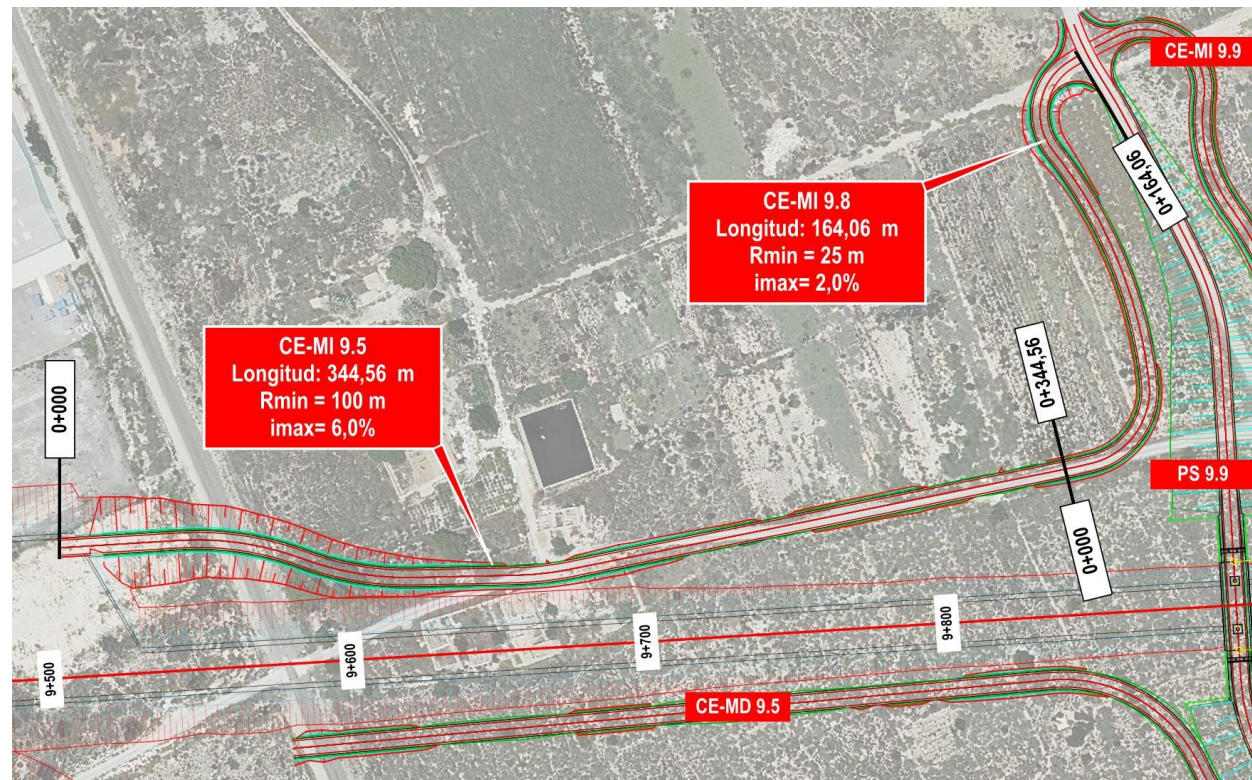 CE-MI 9.9
CE-MI 9.8
Longitud: 164,06 m
Rmin = 25 m
imax= 2,0%
0+164,06
CE-MI 9.5
Longitud: 344,56 m
Rmin = 100 m
imax= 6,0%
0+000
0+344,56
0+000
PS 9.9
9+500
9+600
9+700
9+800
CE-MD 9.5